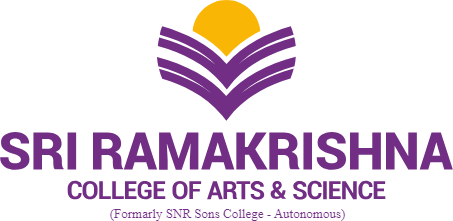 SRI RAMAKRISHNA
COLLEGE OF ARTS & SCIENCE
(Formarly SNR Sons College - Autonomous)